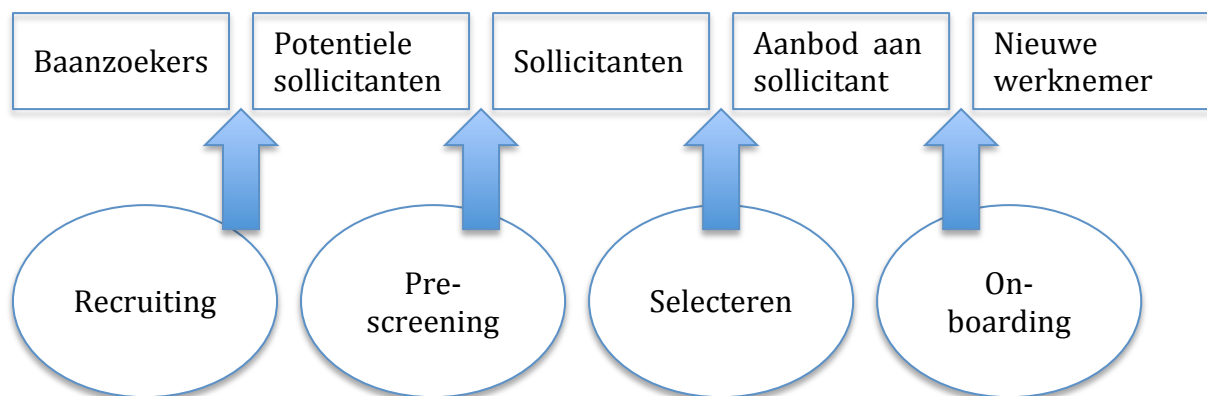 Baanzoekers
Potentiele
sollicitanten
Sollicitanten
Aanbod aan
sollicitant
Nieuwe
werknemer
Recruiting
Pre-
screening
Selecteren
On-
boarding